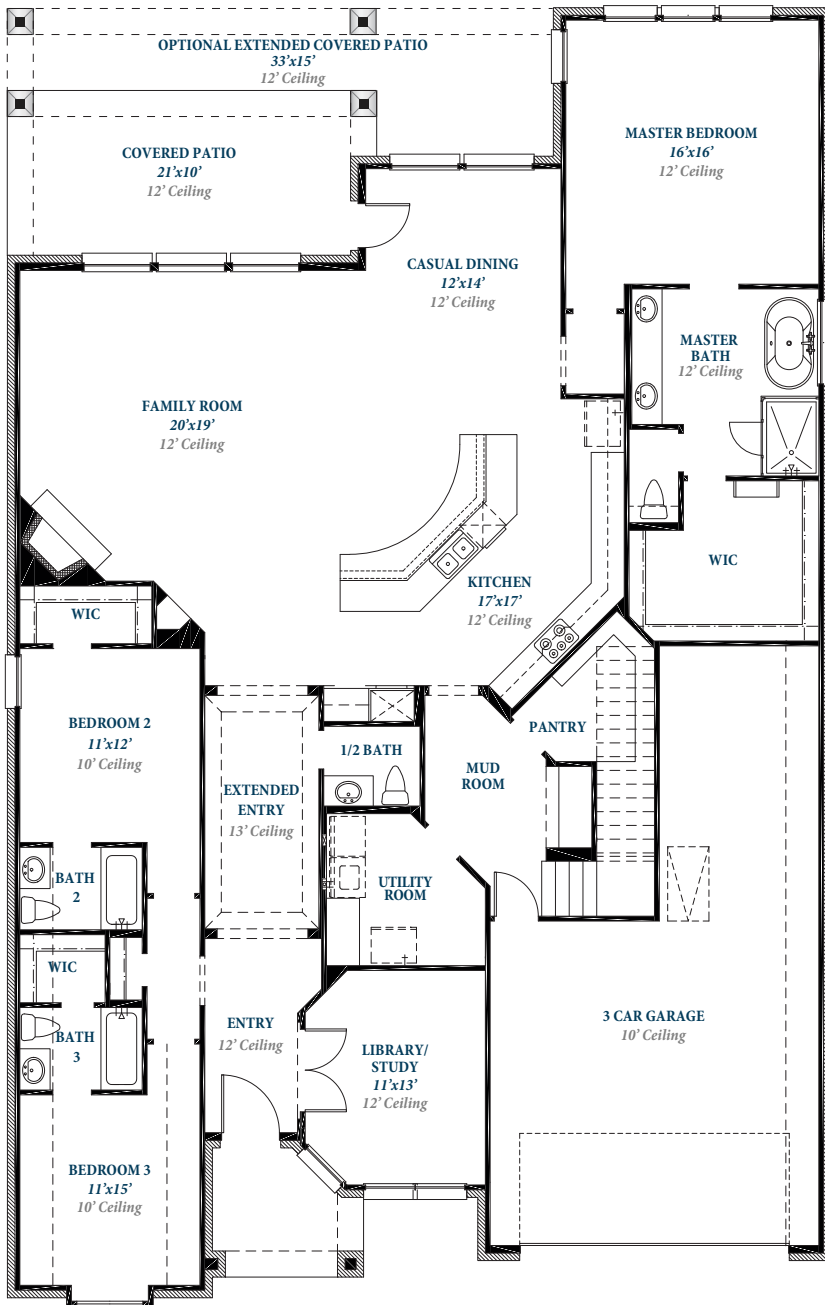 OPTIONAL EXTENDED COVERED PATIO
33'x15'
12' Ceiling
COVERED PATIO
21'x10'
12' Ceiling
MASTER BEDROOM
16'x16'
12' Ceiling
CASUAL DINING
12'x14'
12' Ceiling
MASTER
BATH
12' Ceiling
FAMILY ROOM
20'x19'
12' Ceiling
KITCHEN
17'x17'
12' Ceiling
WIC
WIC
BEDROOM 2
11'x12'
10' Ceiling
EXTENDED
ENTRY
13' Ceiling
1/2 BATH
MUD
ROOM
PANTRY
BATH
2
UTILITY
ROOM
WIC
ENTRY
12' Ceiling
BATH
3
LIBRARY/
STUDY
11'x13'
12' Ceiling
3 CAR GARAGE
10' Ceiling
BEDROOM 3
11'x15'
10' Ceiling